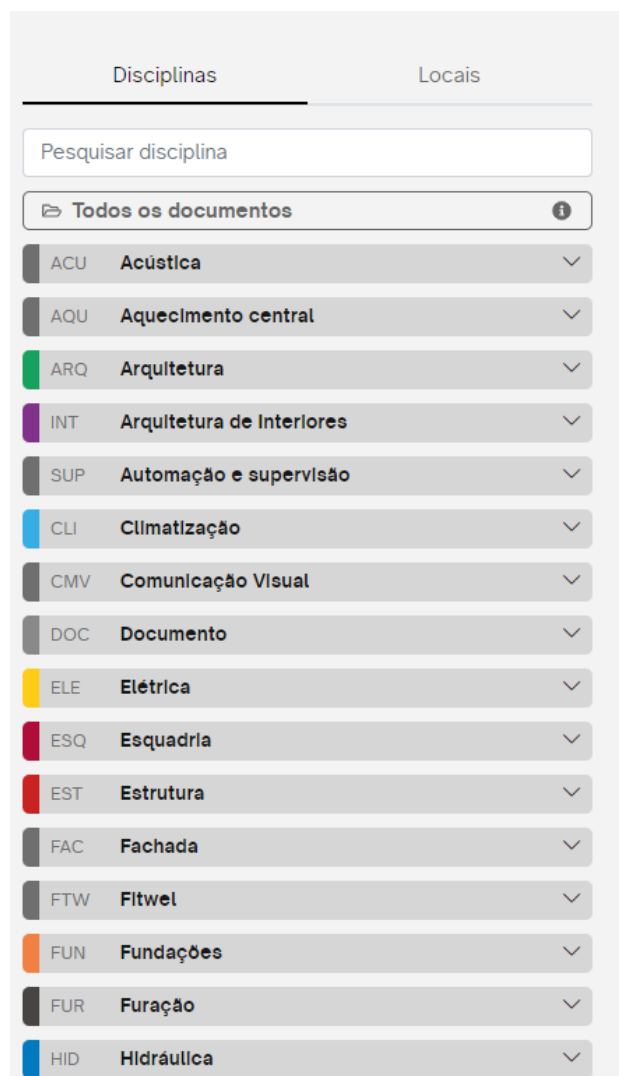 Disciplinas Locais
Pesquisar disciplina
Todos os documentos
ACU Acústica
AQU Aquecimento central
ARQ Arquitetura
INT Arquitetura de Interiores
SUP Automação e supervisão
CLI Climatização
CMV Comunicação Visual
DOC Documento
ELE Elétrica
ESQ Esquadria
EST Estrutura
FAC Fachada
FTW Fitwel
FUN Fundações
FUR Furação
HID Hidráulica